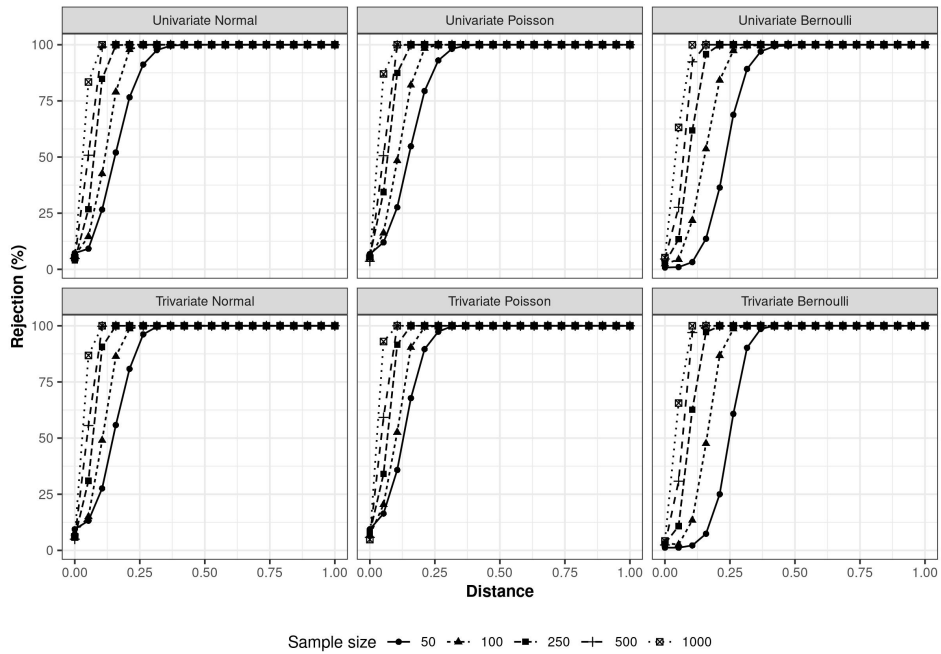 Univariate Normal
Univariate Poisson
Univariate Bernoulli
100
75
50
25
0
Trivariate Normal
Trivariate Poisson
Trivariate Bernoulli
100
75
50
25
0
Rejection (%)
0.00 0.25 0.50 0.75 1.00
0.00 0.25 0.50 0.75 1.00
0.00 0.25 0.50 0.75 1.00
Distance
Sample size 50 100 250 500 1000